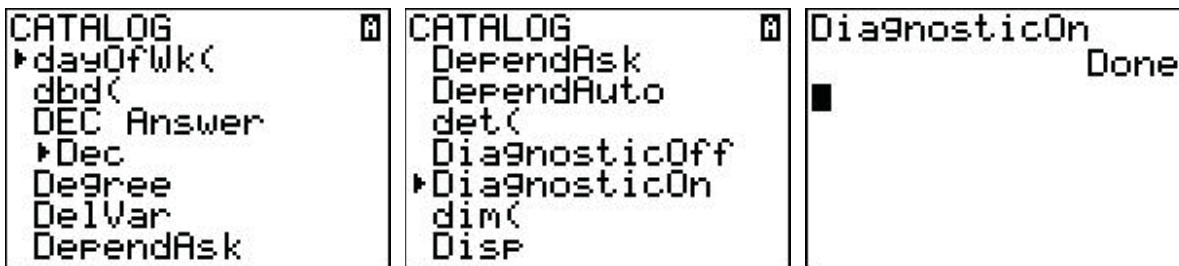 CATALOG
▶dayOfWk(
dbd(
DEC Answer
▶Dec
Degree
DelVar
DependAsk
CATALOG
DependAsk
DependAuto
det(
DiagnosticOff
▶DiagnosticOn
dim(
Disp
DiagnosticOn
Done